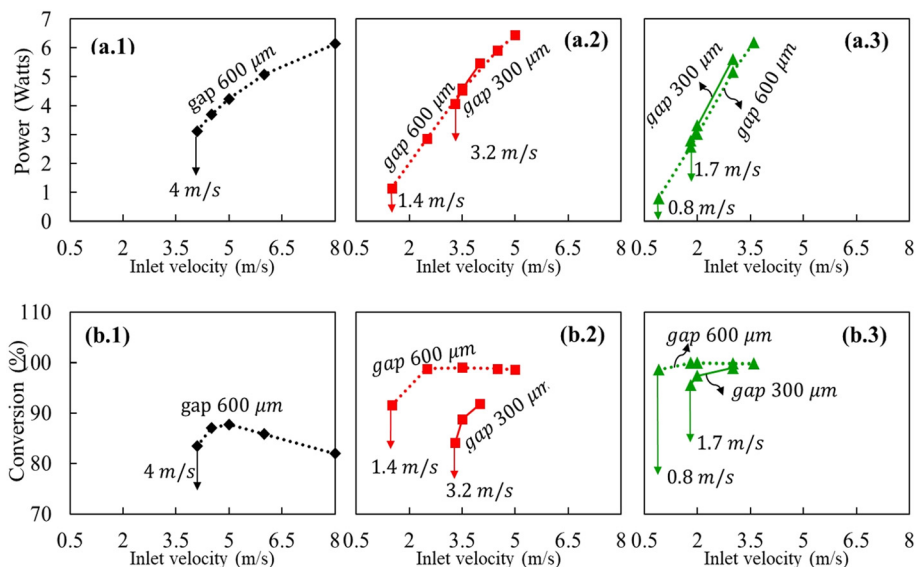 7
6
5
4
3
2
1
0
Power (Watts)
(a.1)
gap 600 μm
4 m/s
0.5 2 3.5 5 6.5 8
Inlet velocity (m/s)
(a.2)
gap 600 μm
gap 300 μm
3.2 m/s
1.4 m/s
0.5 2 3.5 5 6.5 8
Inlet velocity (m/s)
(a.3)
gap 300 μm
gap 600 μm
1.7 m/s
0.8 m/s
0.5 2 3.5 5 6.5 8
Inlet velocity (m/s)
110
100
90
80
70
Conversion (%)
(b.1)
gap 600 μm
4 m/s
0.5 2 3.5 5 6.5 8
Inlet velocity (m/s)
(b.2)
gap 600 μm
gap 300 μm
1.4 m/s
3.2 m/s
0.5 2 3.5 5 6.5 8
Inlet velocity (m/s)
(b.3)
gap 600 μm
gap 300 μm
1.7 m/s
0.8 m/s
0.5 2 3.5 5 6.5 8
Inlet velocity (m/s)